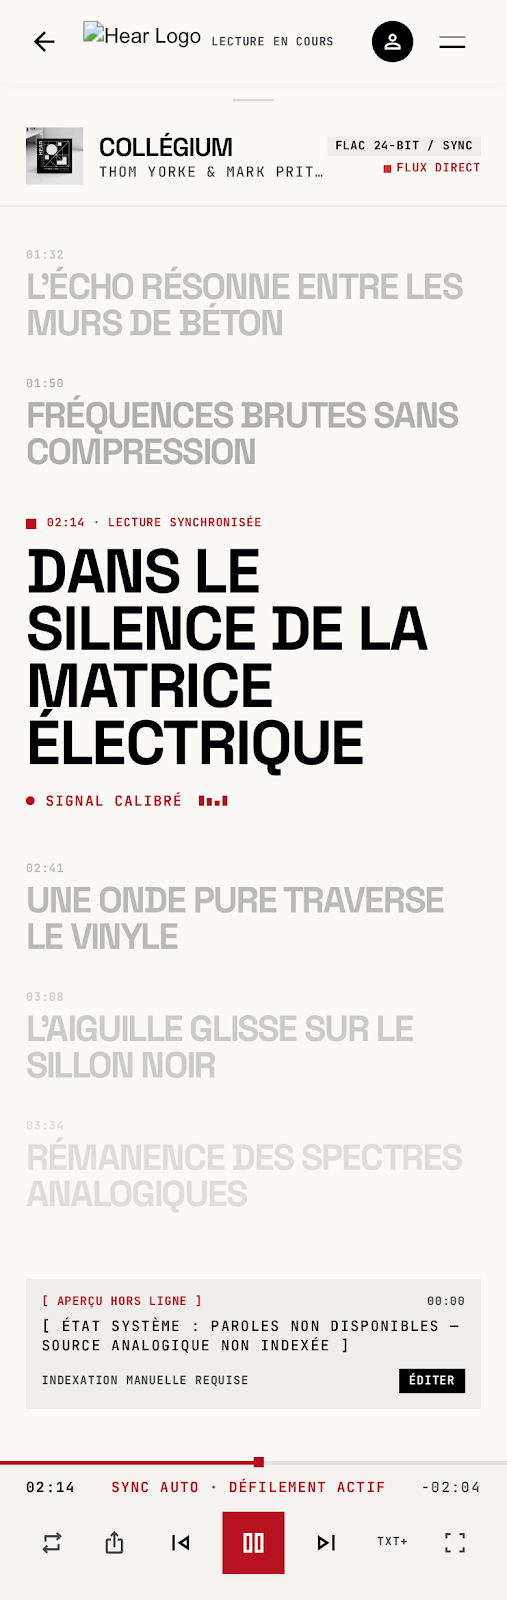 Hear Logo LECTURE EN COURS
COLLÉGIUM
FLAC 24-BIT / SYNC
THOM YORKE & MARK PRIT…
FLUX DIRECT
01:32
L'ÉCHO RÉSONNE ENTRE LES
MURS DE BÉTON
01:50
FRÉQUENCES BRUTES SANS
COMPRESSION
02:14 · LECTURE SYNCHRONISÉE
DANS LE
SILENCE DE LA
MATRICE
ÉLECTRIQUE
SIGNAL CALIBRÉ
02:41
UNE ONDE PURE TRAVERSE
LE VINYLE
03:08
L'AIGUILLE GLISSE SUR LE
SILLON NOIR
03:34
RÉMANENCE DES SPECTRES
ANALOGIQUES
[ APERÇU HORS LIGNE ] 00:00
[ ÉTAT SYSTÈME : PAROLES NON DISPONIBLES —
SOURCE ANALOGIQUE NON INDEXÉE ]
INDEXATION MANUELLE REQUISE ÉDITER
02:14 SYNC AUTO · DÉFILEMENT ACTIF -02:04
TXT+